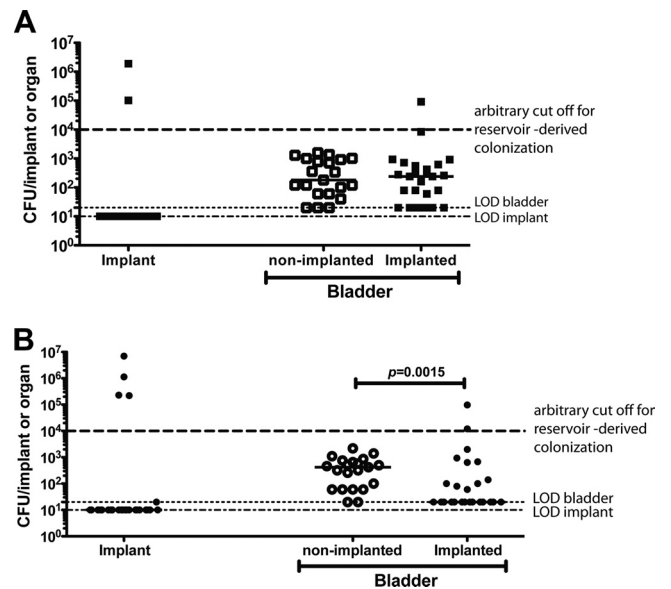 A
CFU/implant or organ
10^7
10^6
10^5
10^4
10^3
10^2
10^1
10^0
arbitrary cut off for
reservoir -derived
colonization
LOD bladder
LOD implant
Implant
non-implanted
Implanted
Bladder
B
CFU/implant or organ
10^7
10^6
10^5
10^4
10^3
10^2
10^1
10^0
p=0.0015
arbitrary cut off for
reservoir -derived
colonization
LOD bladder
LOD implant
Implant
non-implanted
Implanted
Bladder